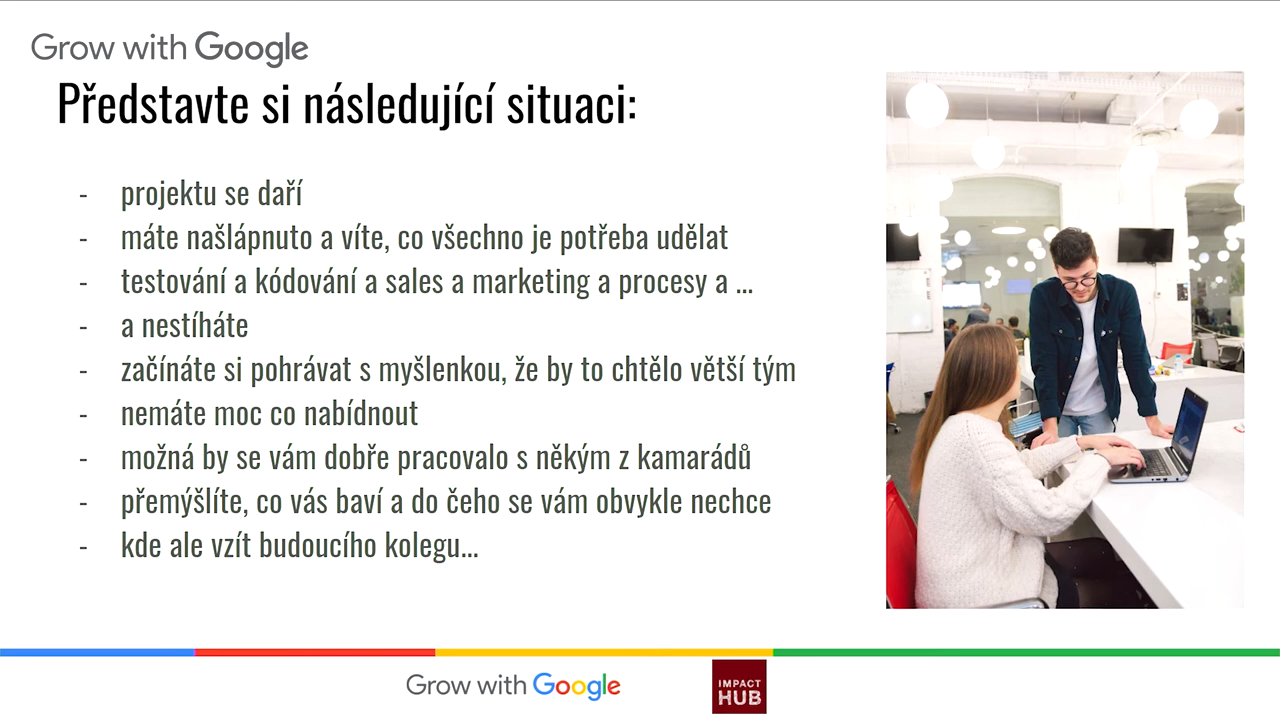 Grow with Google
Představte si následující situaci:
- projektu se daří
- máte našlápnuto a víte, co všechno je potřeba udělat
- testování a kódování a sales a marketing a procesy a ...
- a nestíháte
- začínáte si pohrávat s myšlenkou, že by to chtělo větší tým
- nemáte moc co nabídnout
- možná by se vám dobře pracovalo s někým z kamarádů
- přemýšlíte, co vás baví a do čeho se vám obvykle nechce
- kde ale vzít budoucího kolegu...
Grow with Google
IMPACT
HUB